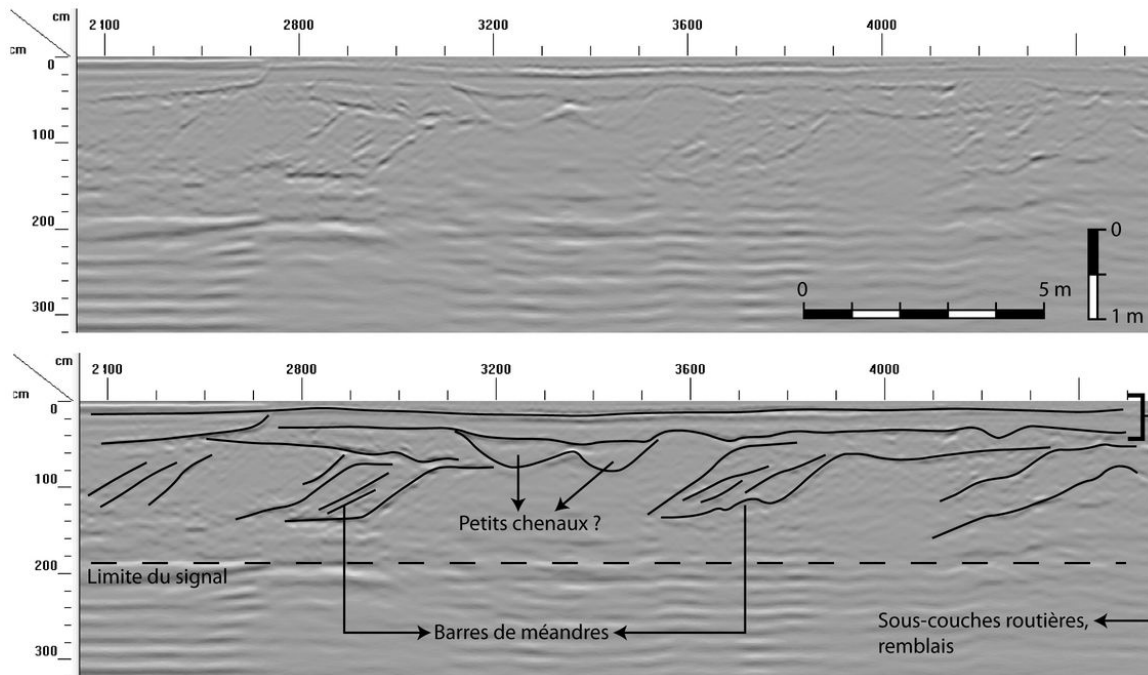 cm 2100 2800 3200 3600 4000
cm
0
100
200
300
0
0 5 m
1 m
cm 2100 2800 3200 3600 4000
cm
0
100
Petits chenaux ?
200
Limite du signal
Barres de méandres
Sous-couches routières,
remblais
300